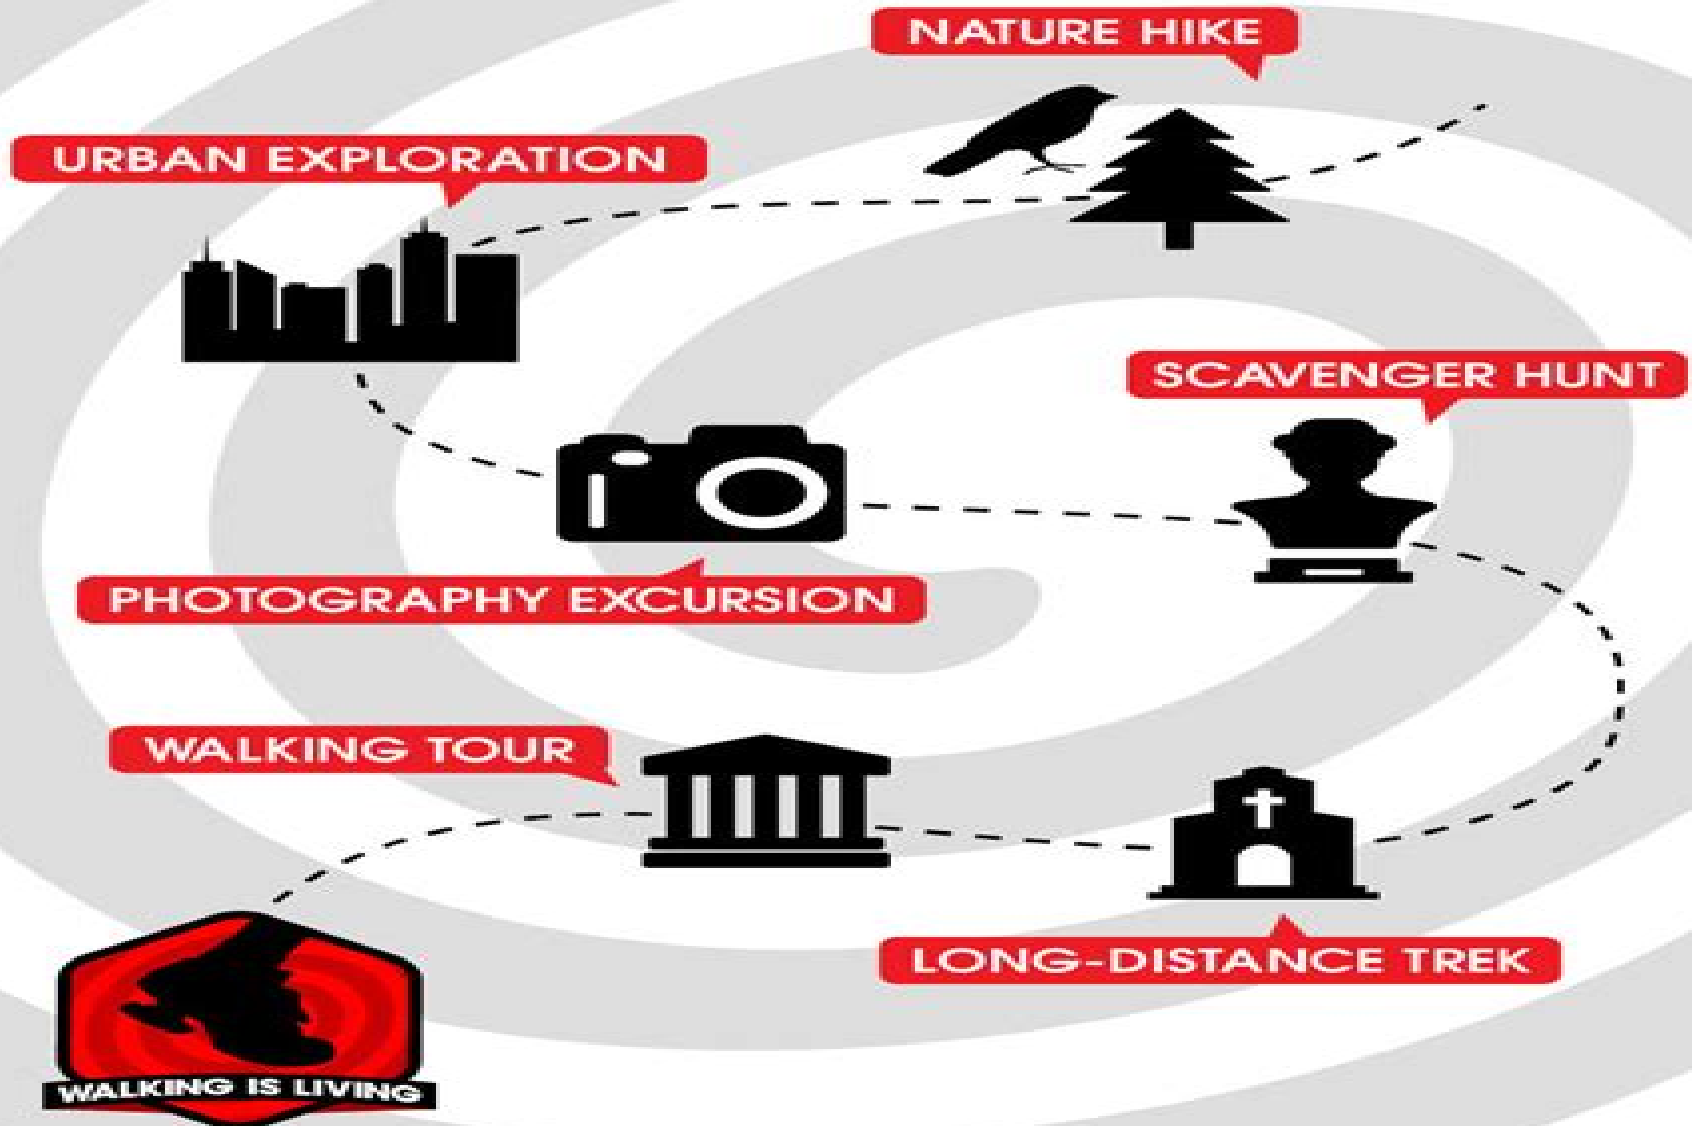 NATURE HIKE
URBAN EXPLORATION
SCAVENGER HUNT
PHOTOGRAPHY EXCURSION
WALKING TOUR
LONG-DISTANCE TREK
WALKING IS LIVING